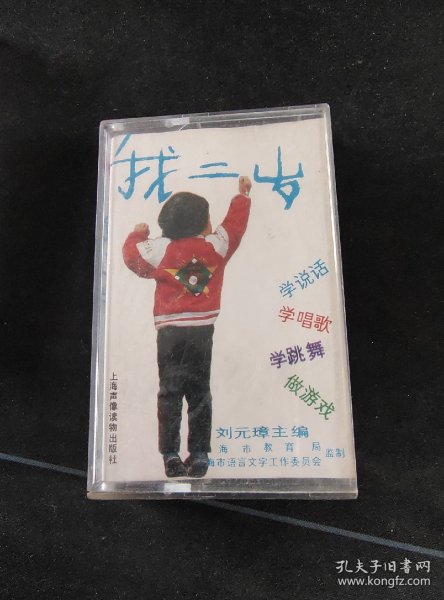 我二岁
学说话
学唱歌
学跳舞
做游戏
刘元璋主编
海市教育局
海市语言文字工作委员会
监制
上海声像读物出版社
孔夫子旧书网
www.kongfz.com